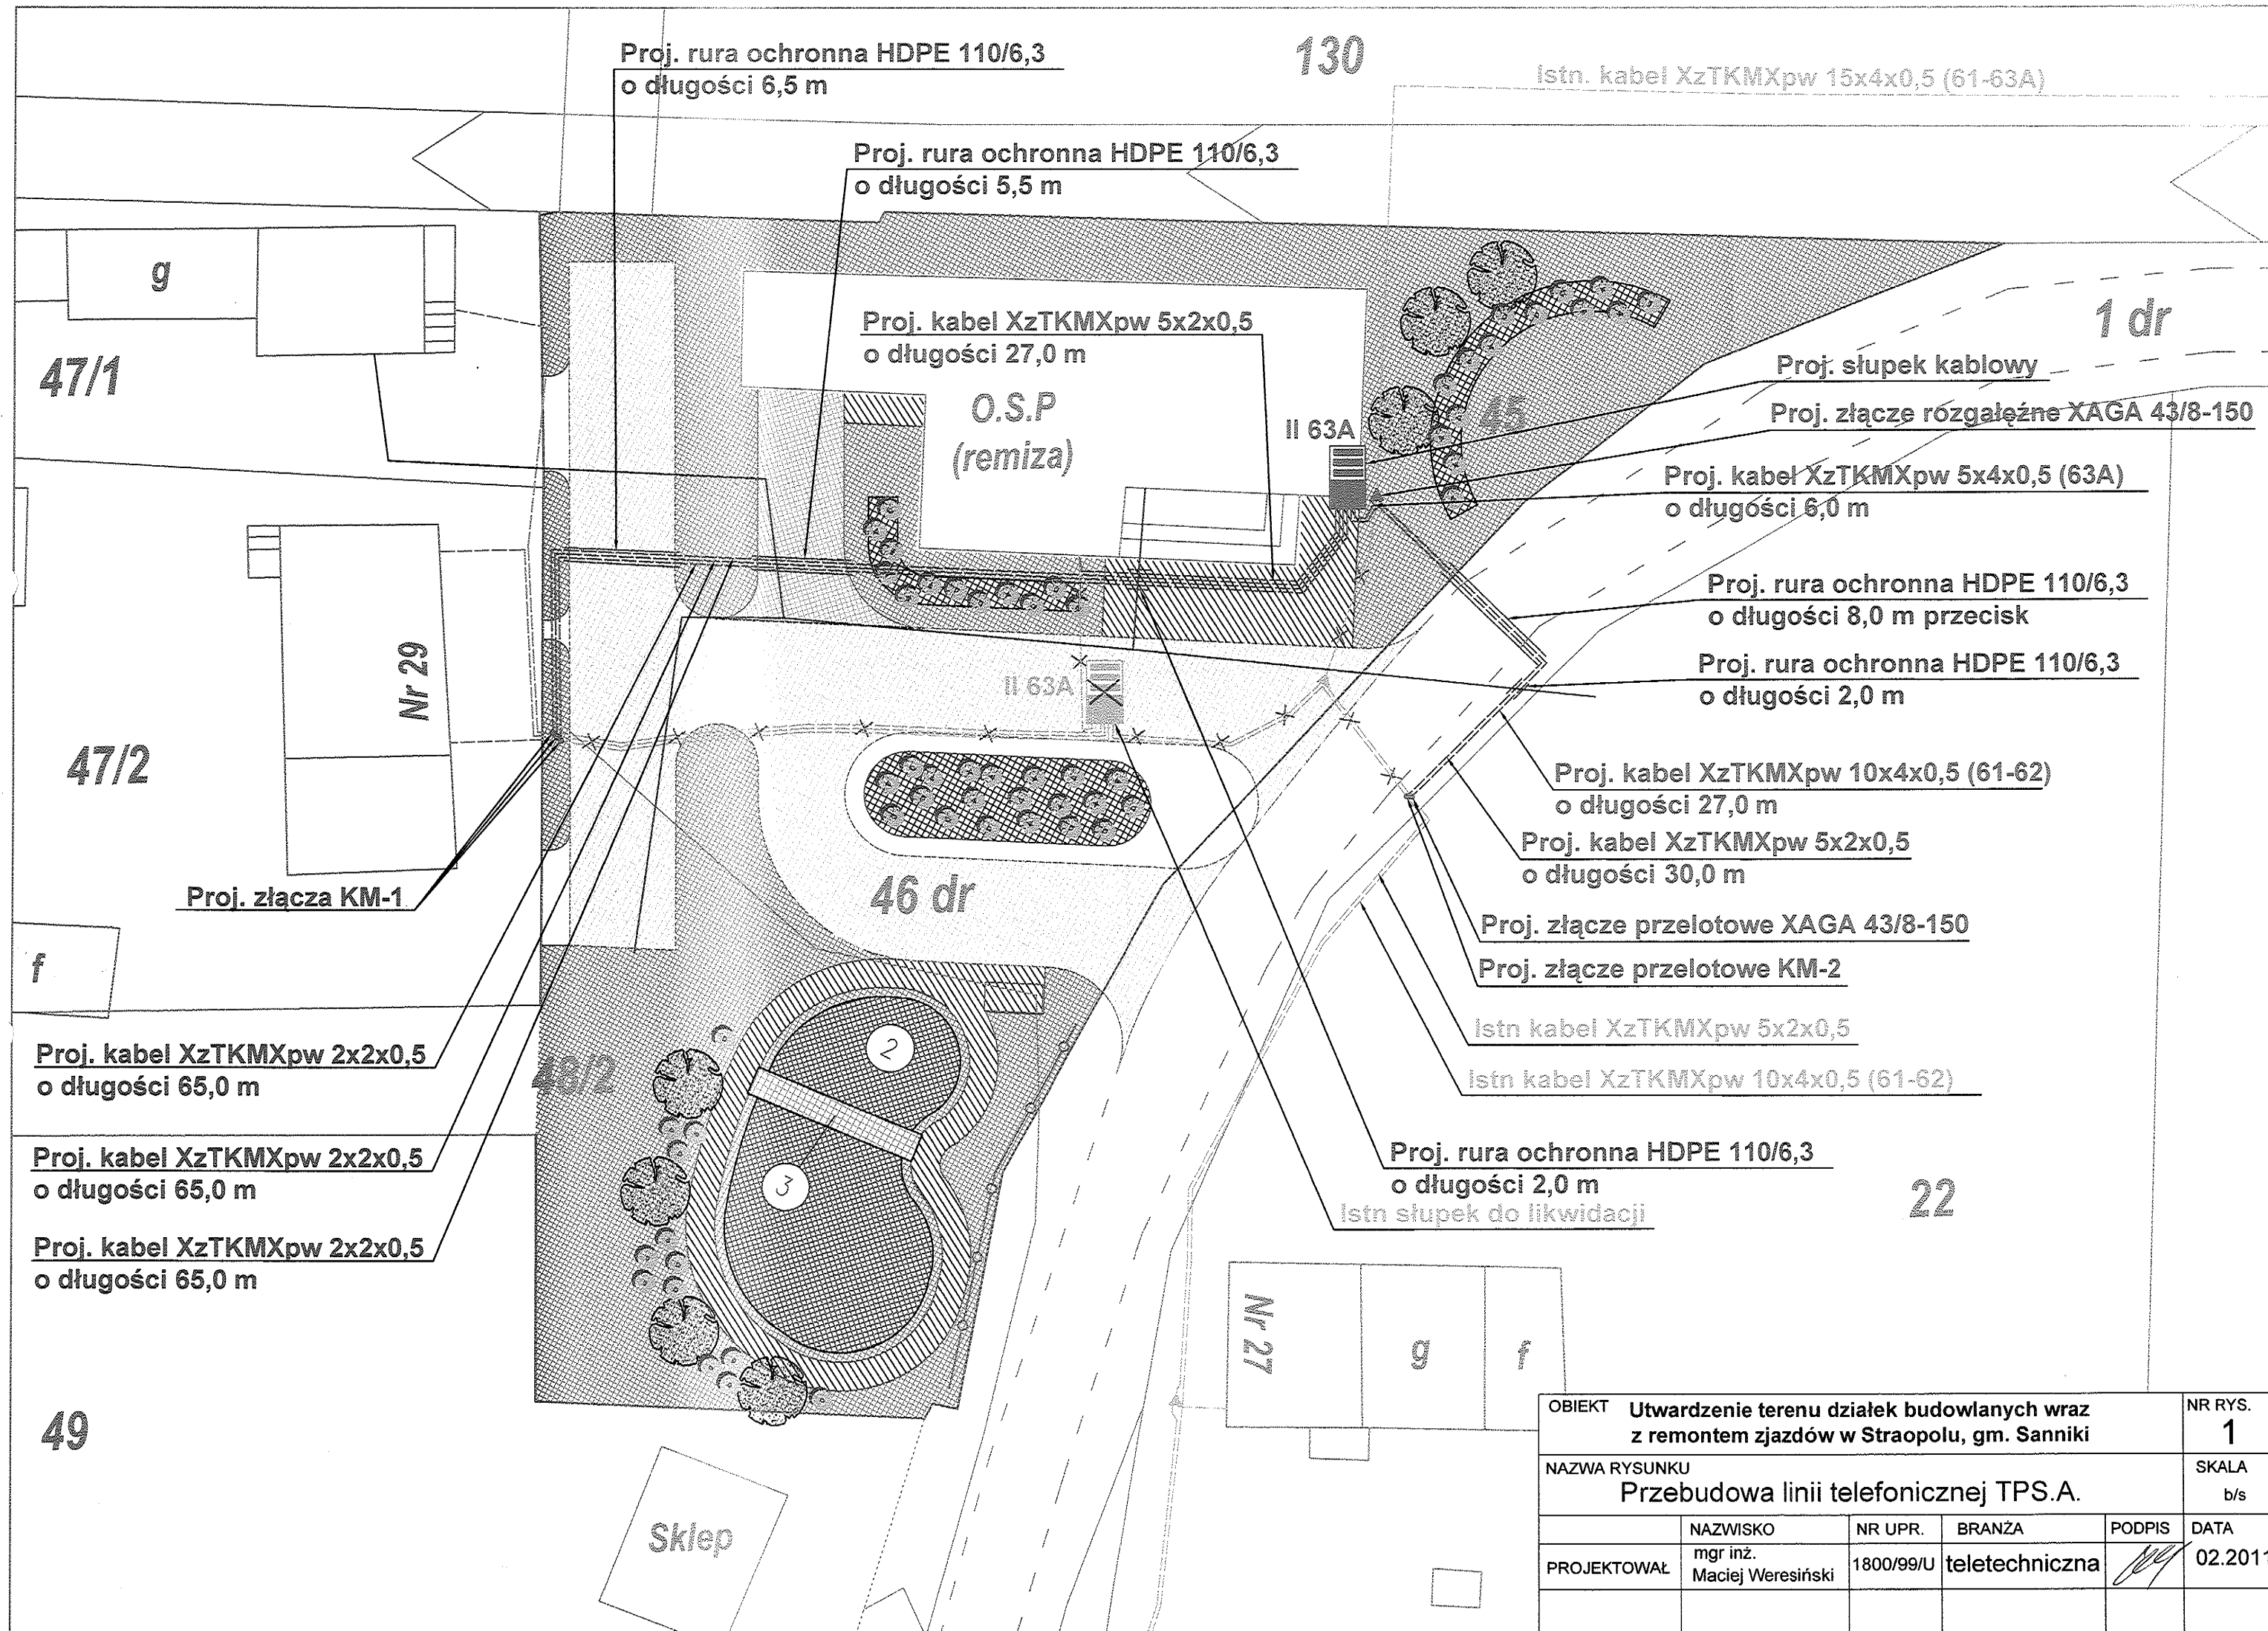 Proj. rura ochronna HDPE 110/6,3
o długości 6,5 m
130
Istn. kabel XzTKMXpw 15x4x0,5 (61-63A)
Proj. rura ochronna HDPE 110/6,3
o długości 5,5 m
g
47/1
Proj. kabel XzTKMXpw 5x2x0,5
o długości 27,0 m
O.S.P
(remiza)
II 63A
1 dr
Proj. słupek kablowy
45
Proj. złącze rozgałęźne XAGA 43/8-150
Proj. kabel XzTKMXpw 5x4x0,5 (63A)
o długości 6,0 m
Proj. rura ochronna HDPE 110/6,3
o długości 8,0 m przecisk
Proj. rura ochronna HDPE 110/6,3
o długości 2,0 m
Nr 29
47/2
II 63A
Proj. kabel XzTKMXpw 10x4x0,5 (61-62)
o długości 27,0 m
Proj. kabel XzTKMXpw 5x2x0,5
o długości 30,0 m
Proj. złącza KM-1
46 dr
Proj. złącze przelotowe XAGA 43/8-150
Proj. złącze przelotowe KM-2
f
Istn kabel XzTKMXpw 5x2x0,5
Istn kabel XzTKMXpw 10x4x0,5 (61-62)
Proj. kabel XzTKMXpw 2x2x0,5
o długości 65,0 m
48/2
2
3
Proj. kabel XzTKMXpw 2x2x0,5
o długości 65,0 m
Proj. rura ochronna HDPE 110/6,3
o długości 2,0 m
Istn słupek do likwidacji
22
Proj. kabel XzTKMXpw 2x2x0,5
o długości 65,0 m
Nr 27
g
f
49
Sklep
OBIEKT Utwardzenie terenu działek budowlanych wraz
z remontem zjazdów w Straopolu, gm. Sanniki
NR RYS.
1
NAZWA RYSUNKU
Przebudowa linii telefonicznej TPS.A.
SKALA
b/s
NAZWISKO NR UPR. BRANŻA PODPIS DATA
PROJEKTOWAŁ mgr inż.
Maciej Weresiński 1800/99/U teletechniczna 02.2011